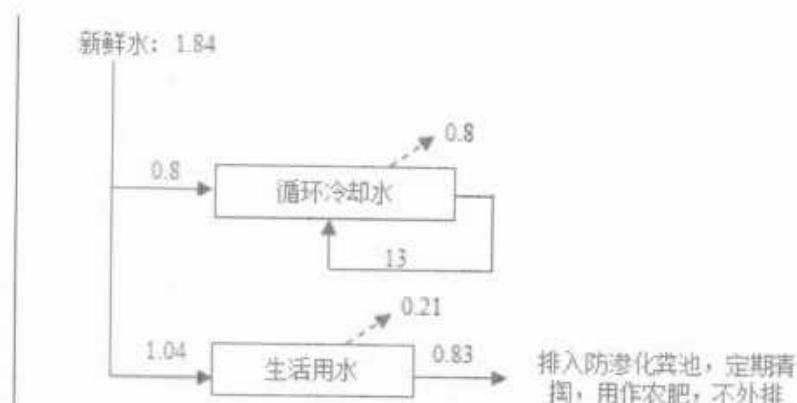 新鲜水：1.84
0.8
0.8
循环冷却水
13
0.21
1.04
生活用水
0.83
排入防渗化粪池，定期清
掏，用作农肥，不外排